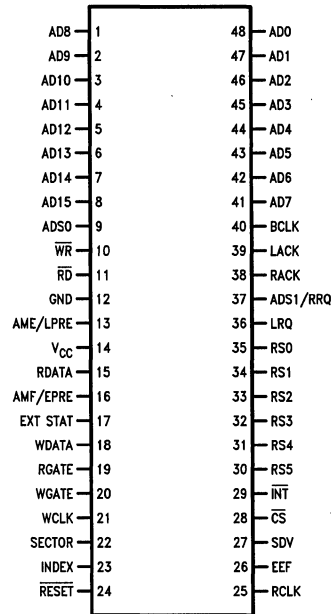 AD8 1 48 AD0
AD9 2 47 AD1
AD10 3 46 AD2
AD11 4 45 AD3
AD12 5 44 AD4
AD13 6 43 AD5
AD14 7 42 AD6
AD15 8 41 AD7
ADS0 9 40 BCLK
WR 10 39 LACK
RD 11 38 RACK
GND 12 37 ADS1/RRQ
AME/LPRE 13 36 LRQ
VCC 14 35 RS0
RDATA 15 34 RS1
AMF/EPRE 16 33 RS2
EXT STAT 17 32 RS3
WDATA 18 31 RS4
RGATE 19 30 RS5
WGATE 20 29 INT
WCLK 21 28 CS
SECTOR 22 27 SDV
INDEX 23 26 EEF
RESET 24 25 RCLK